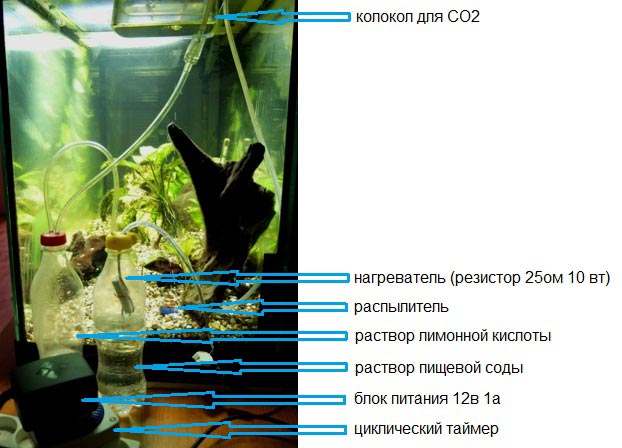 колокол для СО2
нагреватель (резистор 25ом 10 вт)
распылитель
раствор лимонной кислоты
раствор пищевой соды
блок питания 12в 1а
циклический таймер